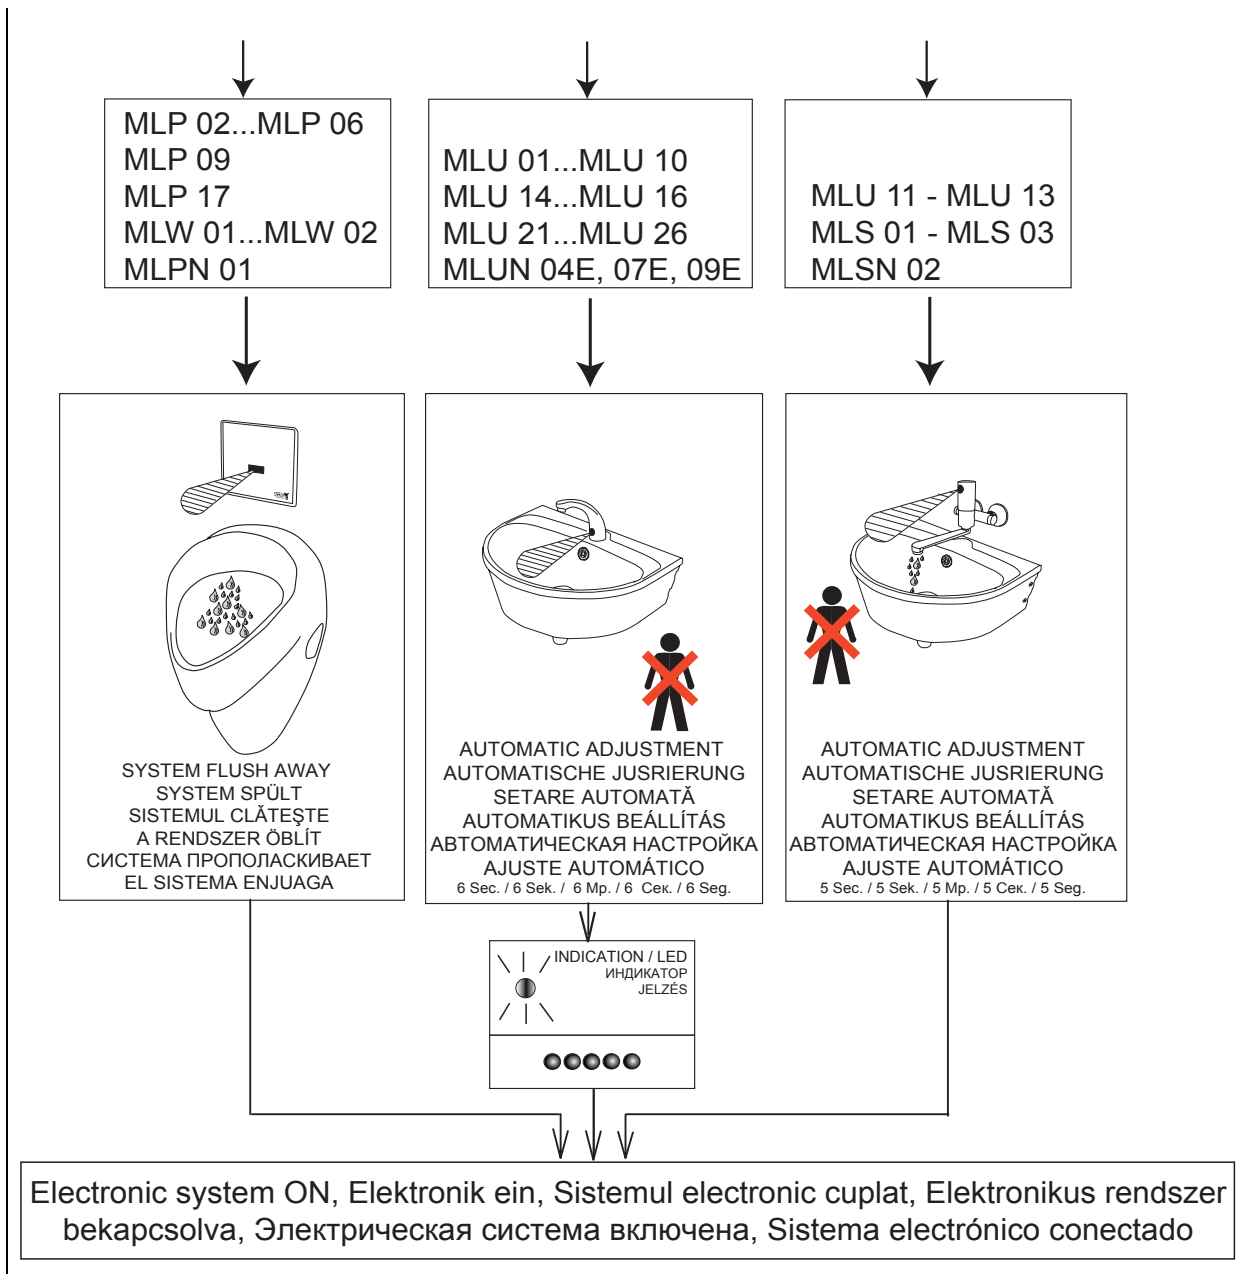 MLP 02...MLP 06
MLP 09
MLP 17
MLW 01...MLW 02
MLPN 01
MLU 01...MLU 10
MLU 14...MLU 16
MLU 21...MLU 26
MLUN 04E, 07E, 09E
MLU 11 - MLU 13
MLS 01 - MLS 03
MLSN 02
SYSTEM FLUSH AWAY
SYSTEM SPÜLT
SISTEMUL CLĂTEŞTE
A RENDSZER ÖBLÍT
СИСТЕМА ПРОПОЛАСКИВАЕТ
EL SISTEMA ENJUAGA
AUTOMATIC ADJUSTMENT
AUTOMATISCHE JUSRIERUNG
SETARE AUTOMATĂ
AUTOMATIKUS BEÁLLÍTÁS
АВТОМАТИЧЕСКАЯ НАСТРОЙКА
AJUSTE AUTOMÁTICO
6 Sec. / 6 Sek. / 6 Mp. / 6 Сек. / 6 Seg.
AUTOMATIC ADJUSTMENT
AUTOMATISCHE JUSRIERUNG
SETARE AUTOMATĂ
AUTOMATIKUS BEÁLLÍTÁS
АВТОМАТИЧЕСКАЯ НАСТРОЙКА
AJUSTE AUTOMÁTICO
5 Sec. / 5 Sek. / 5 Mp. / 5 Сек. / 5 Seg.
INDICATION / LED
ИНДИКАТОР
JELZÉS
Electronic system ON, Elektronik ein, Sistemul electronic cuplat, Elektronikus rendszer
bekapcsolva, Электрическая система включена, Sistema electrónico conectado